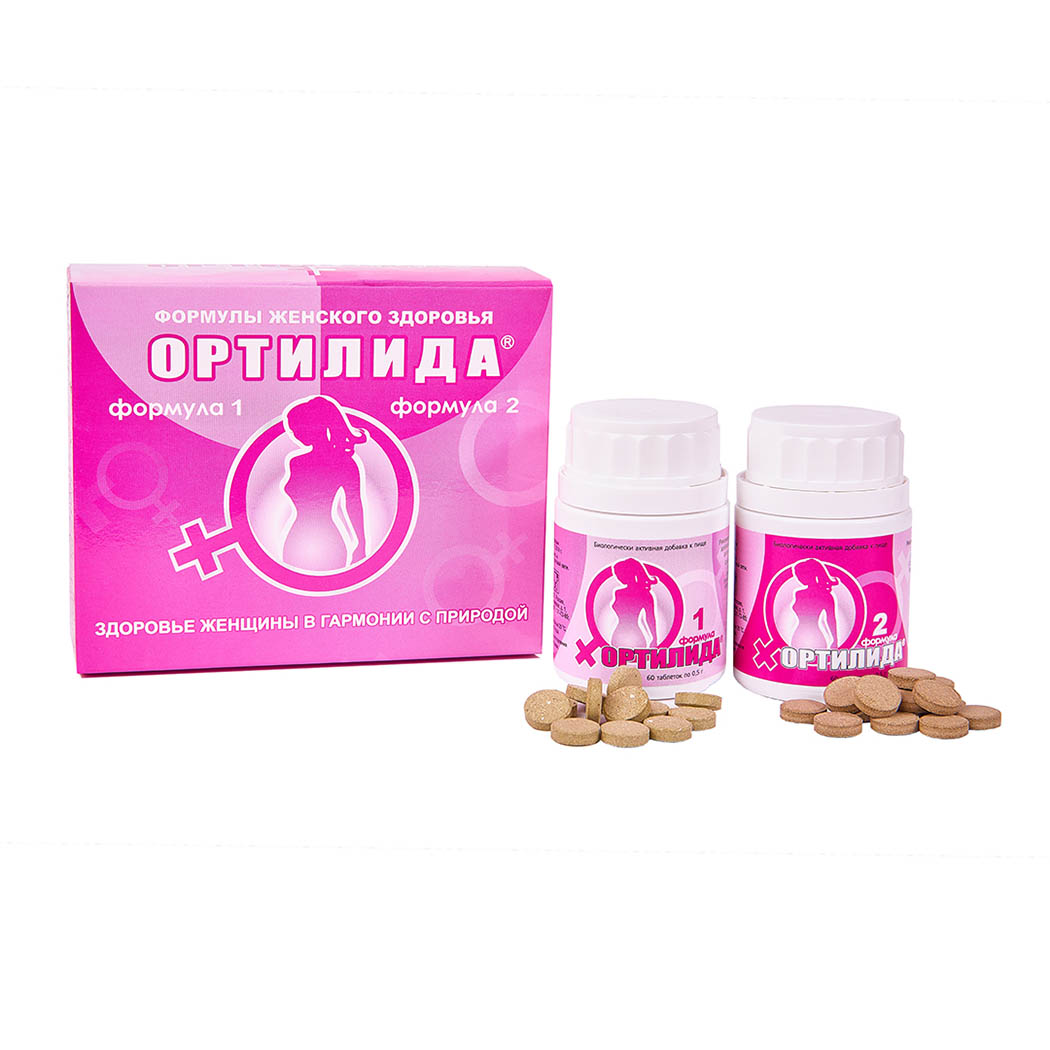 ФОРМУЛЫ ЖЕНСКОГО ЗДОРОВЬЯ
ОРТИЛИДА®
формула 1 формула 2
ЗДОРОВЬЕ ЖЕНЩИНЫ В ГАРМОНИИ С ПРИРОДОЙ
Биологически активная добавка к пище
1
формула
ОРТИЛИДА®
60 таблеток по 0,5 г
Биологически активная добавка к пище
2
формула
ОРТИЛИДА®